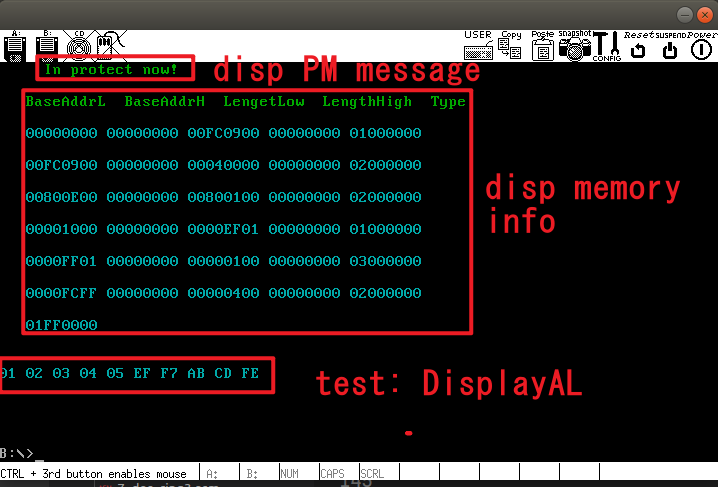 A: B: CD USER Copy Paste snapshot CONFIG Reset SUSPEND Power
In protect now! disp PM message
BaseAddrL BaseAddrH LengetLow LengthHigh Type
00000000 00000000 00FC0900 00000000 01000000
00FC0900 00000000 00040000 00000000 02000000
00800E00 00000000 00800100 00000000 02000000
disp memory
info
00001000 00000000 0000EF01 00000000 01000000
0000FF01 00000000 00000100 00000000 03000000
0000FCFF 00000000 00000400 00000000 02000000
01FF0000
01 02 03 04 05 EF F7 AB CD FE
test: DisplayAL
B:\>_
CTRL + 3rd button enables mouse A: B: NUM CAPS SCRL